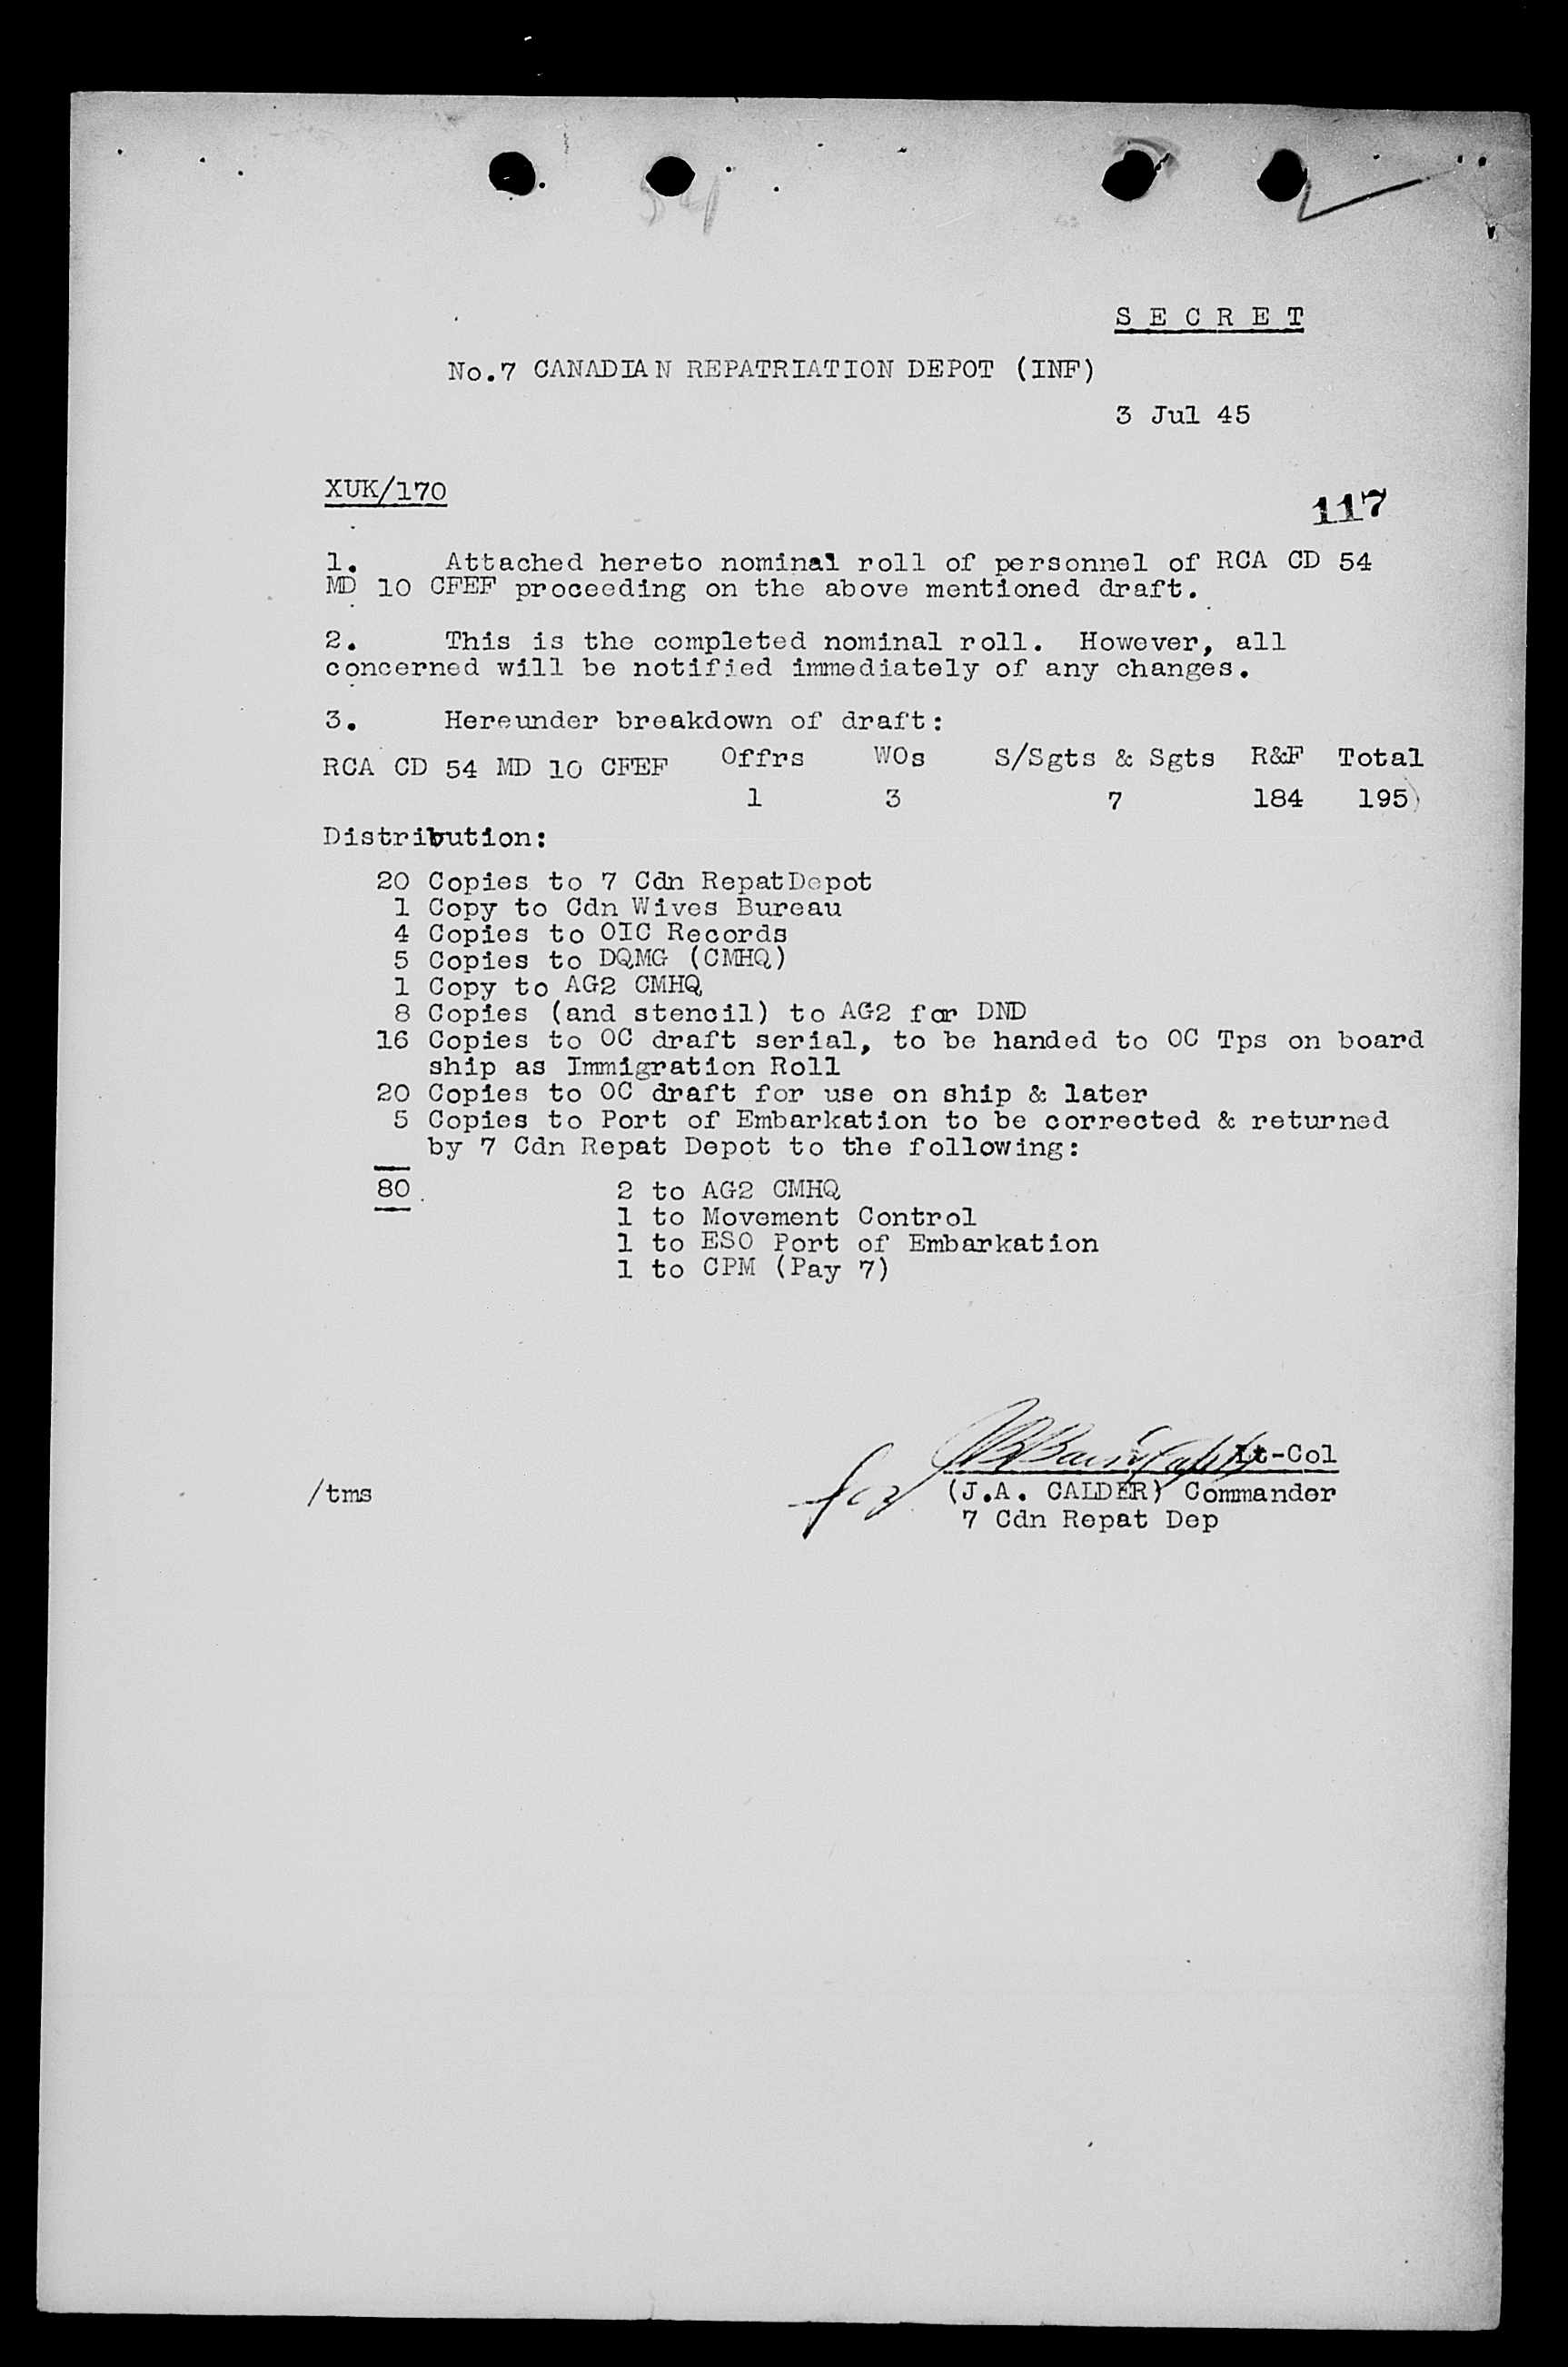 S E C R E T
No.7 CANADIAN REPATRIATION DEPOT (INF)
3 Jul 45
XUK/170
117
1. Attached hereto nominal roll of personnel of RCA CD 54
MD 10 CFEF proceeding on the above mentioned draft.
2. This is the completed nominal roll. However, all
concerned will be notified immediately of any changes.
3. Hereunder breakdown of draft:
RCA CD 54 MD 10 CFEF Offrs WOs S/Sgts & Sgts R&F Total
1 3 7 184 195
Distribution:
20 Copies to 7 Cdn RepatDepot
1 Copy to Cdn Wives Bureau
4 Copies to OIC Records
5 Copies to DQMG (CMHQ)
1 Copy to AG2 CMHQ
8 Copies (and stencil) to AG2 for DND
16 Copies to OC draft serial, to be handed to OC Tps on board
ship as Immigration Roll
20 Copies to OC draft for use on ship & later
5 Copies to Port of Embarkation to be corrected & returned
by 7 Cdn Repat Depot to the following:
80 2 to AG2 CMHQ
1 to Movement Control
1 to ESO Port of Embarkation
1 to CPM (Pay 7)
Lt-Col
/tms for (J.A. CALDER) Commander
7 Cdn Repat Dep